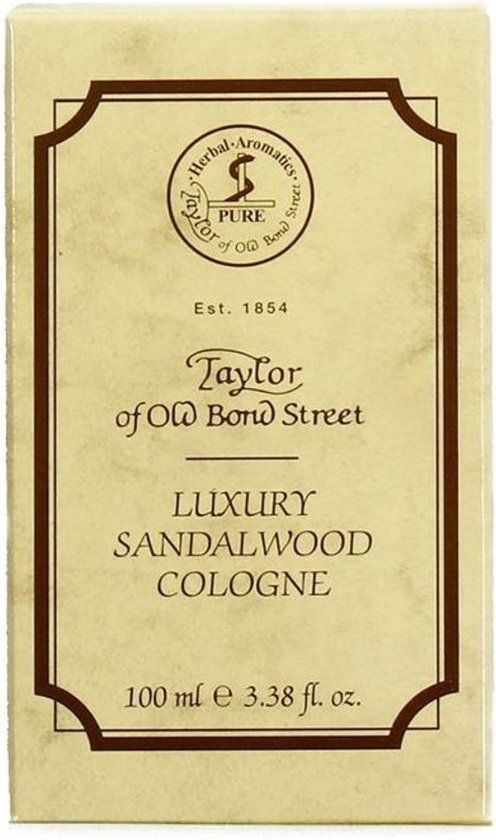 Herbal·Aromatics·
PURE
Taylor of Old Bond Street
Est. 1854
Taylor
of Old Bond Street
LUXURY
SANDALWOOD
COLOGNE
100 ml ℮ 3.38 fl. oz.